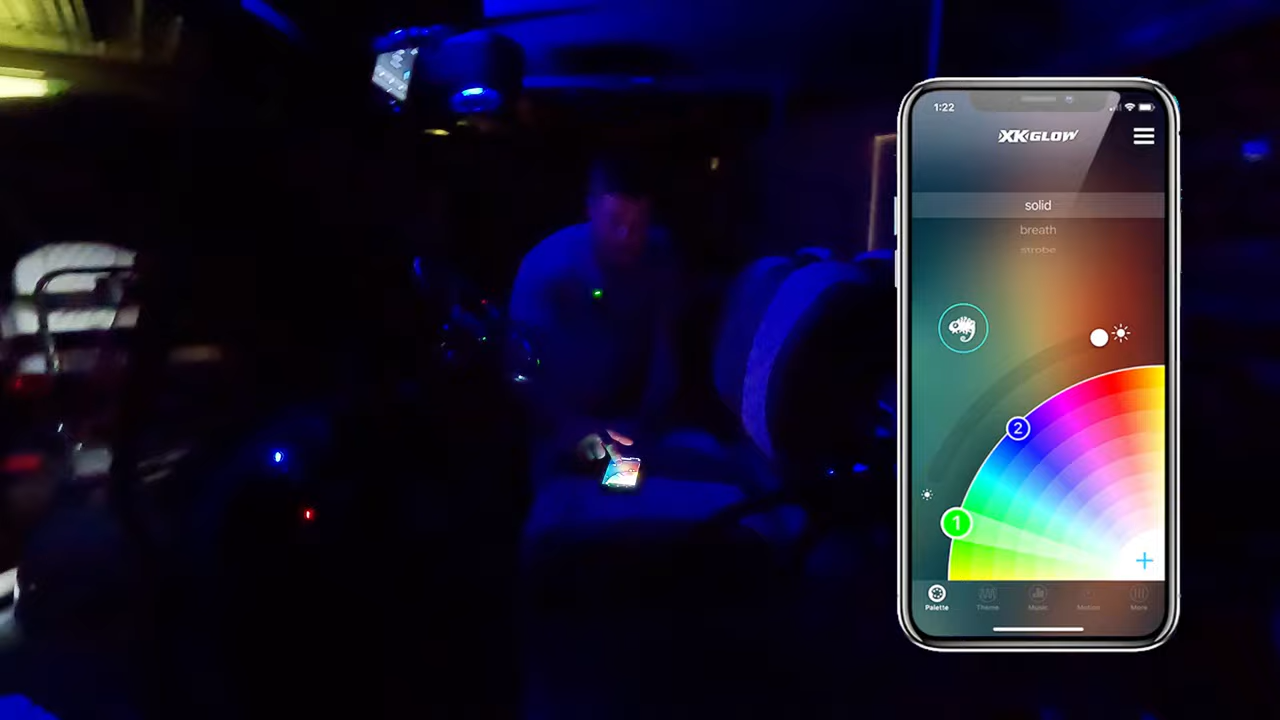 1:22
XKGLOW
solid
breath
strobe
2
1
Palette
Theme
Music
Motion
More